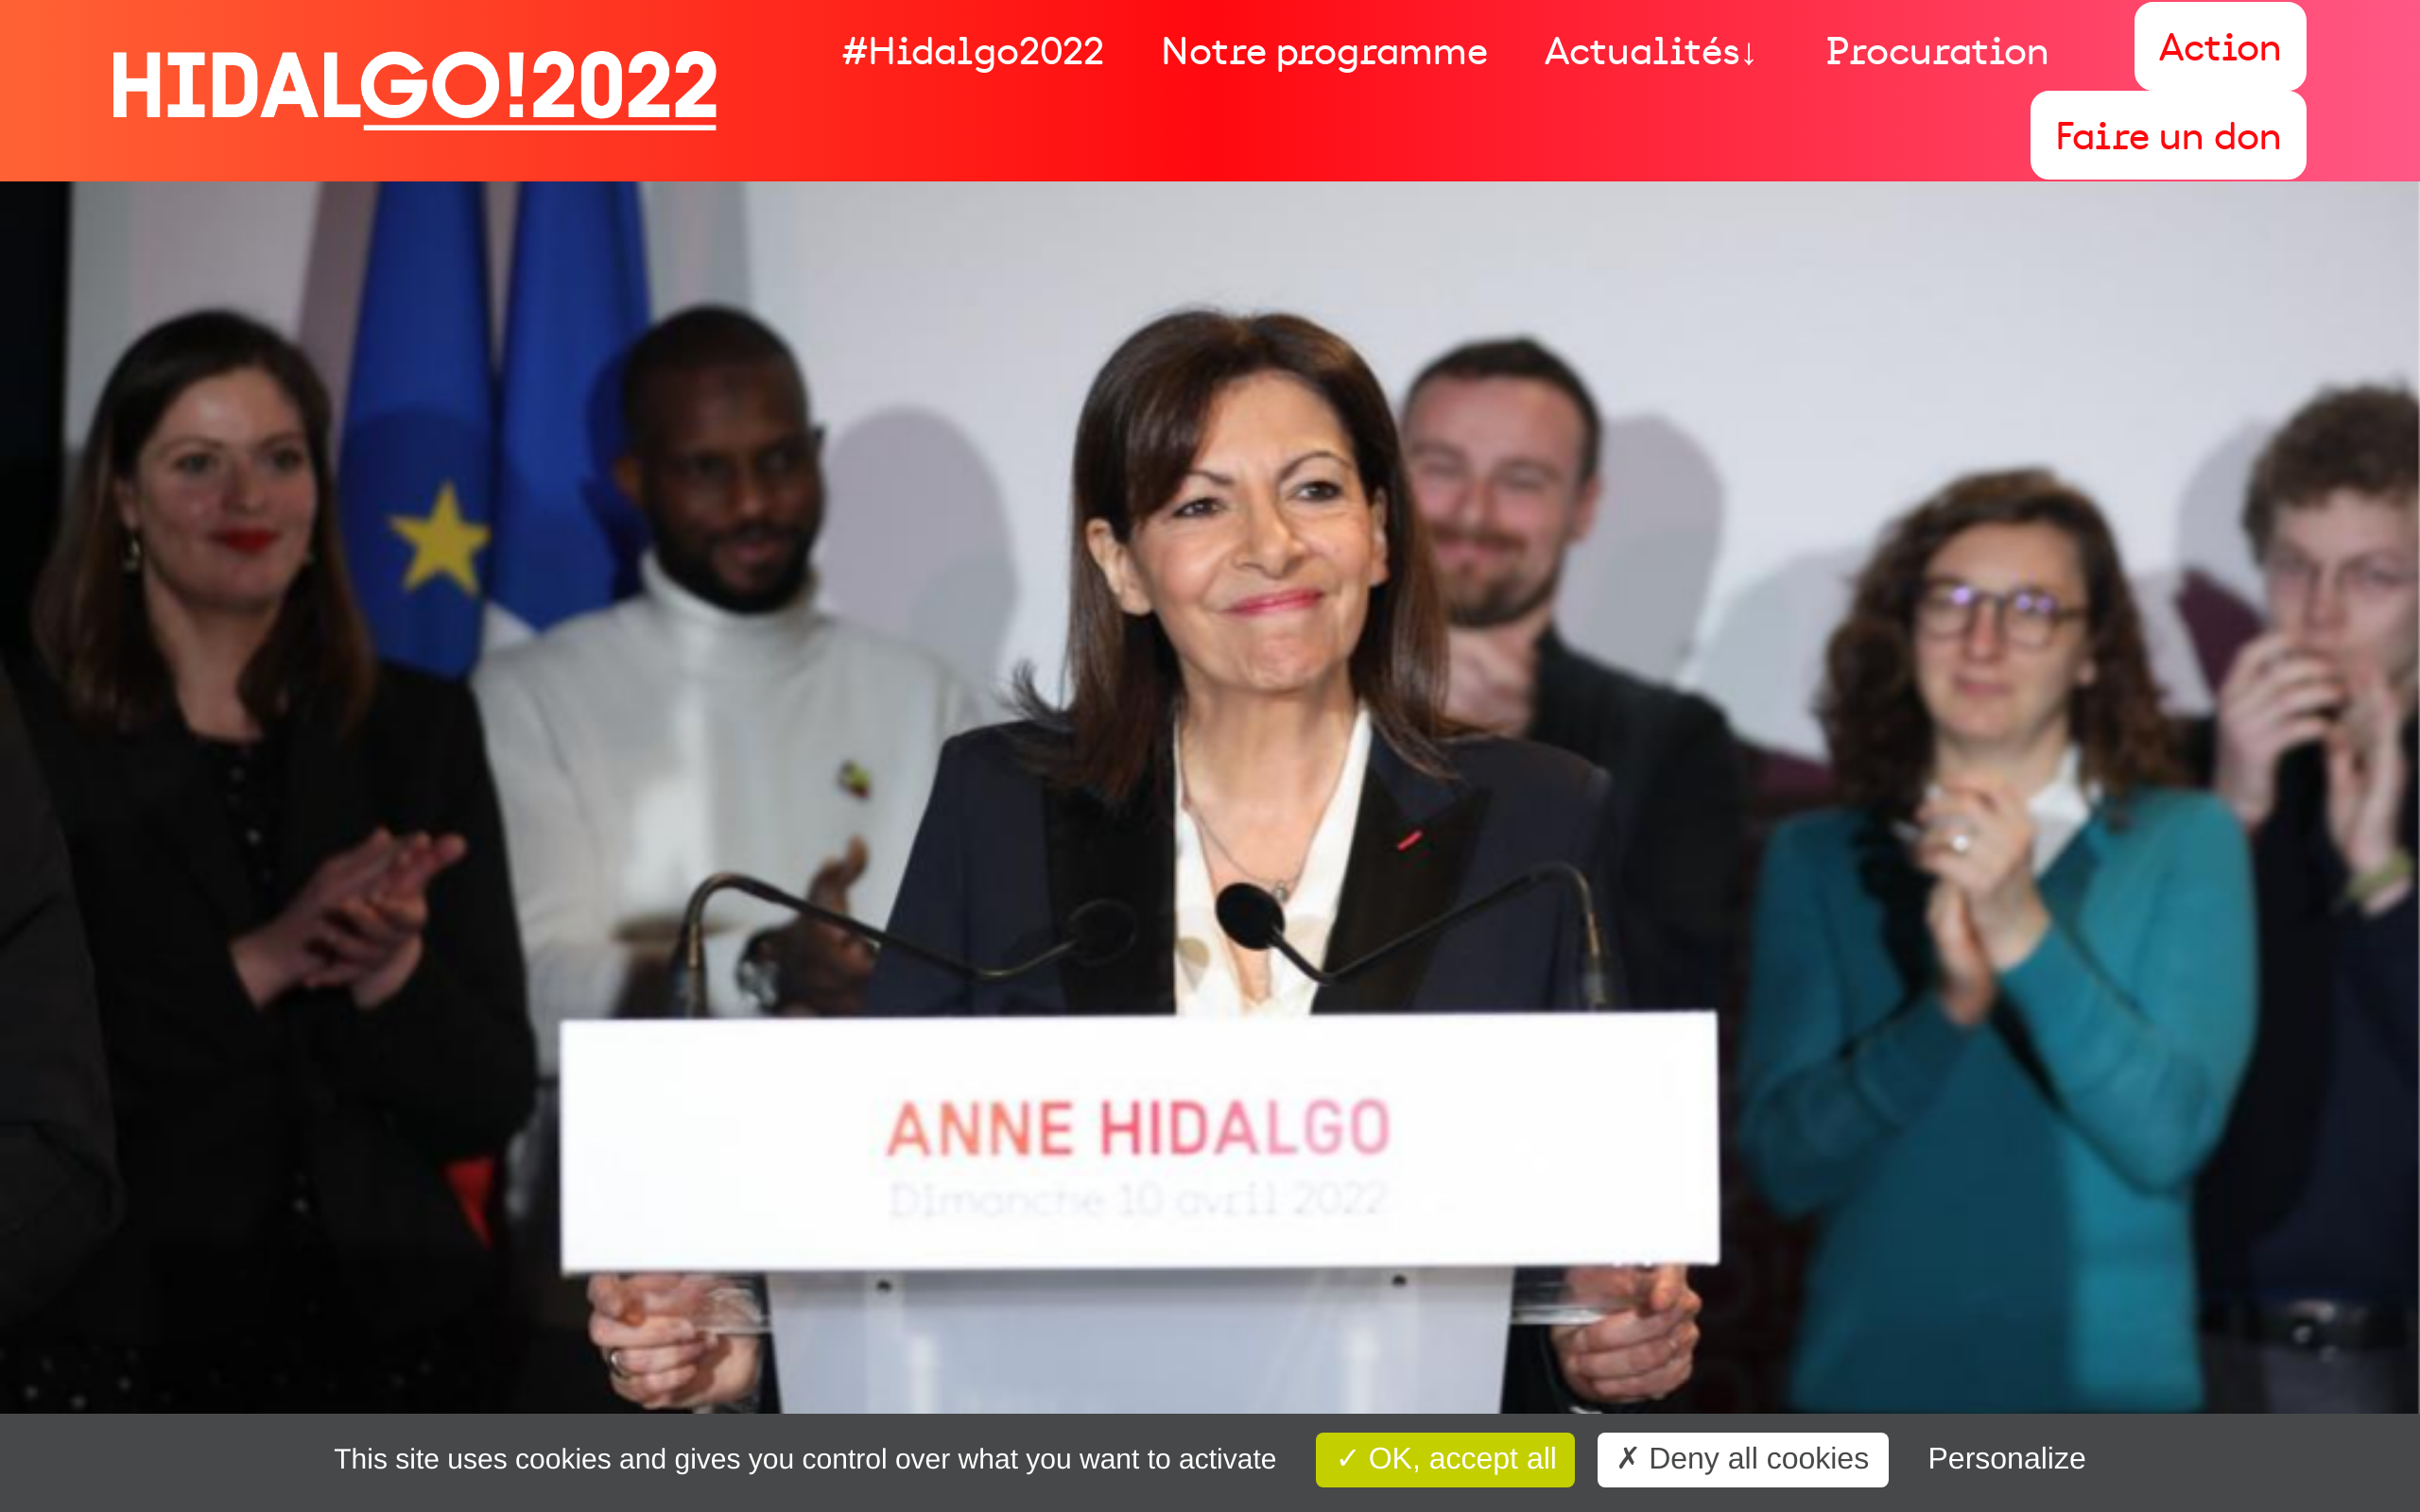 HIDALGO!2022
#Hidalgo2022 Notre programme Actualités↓ Procuration Action
Faire un don
ANNE HIDALGO
DImanche 10 avril 2022
This site uses cookies and gives you control over what you want to activate ✓ OK, accept all ✗ Deny all cookies Personalize